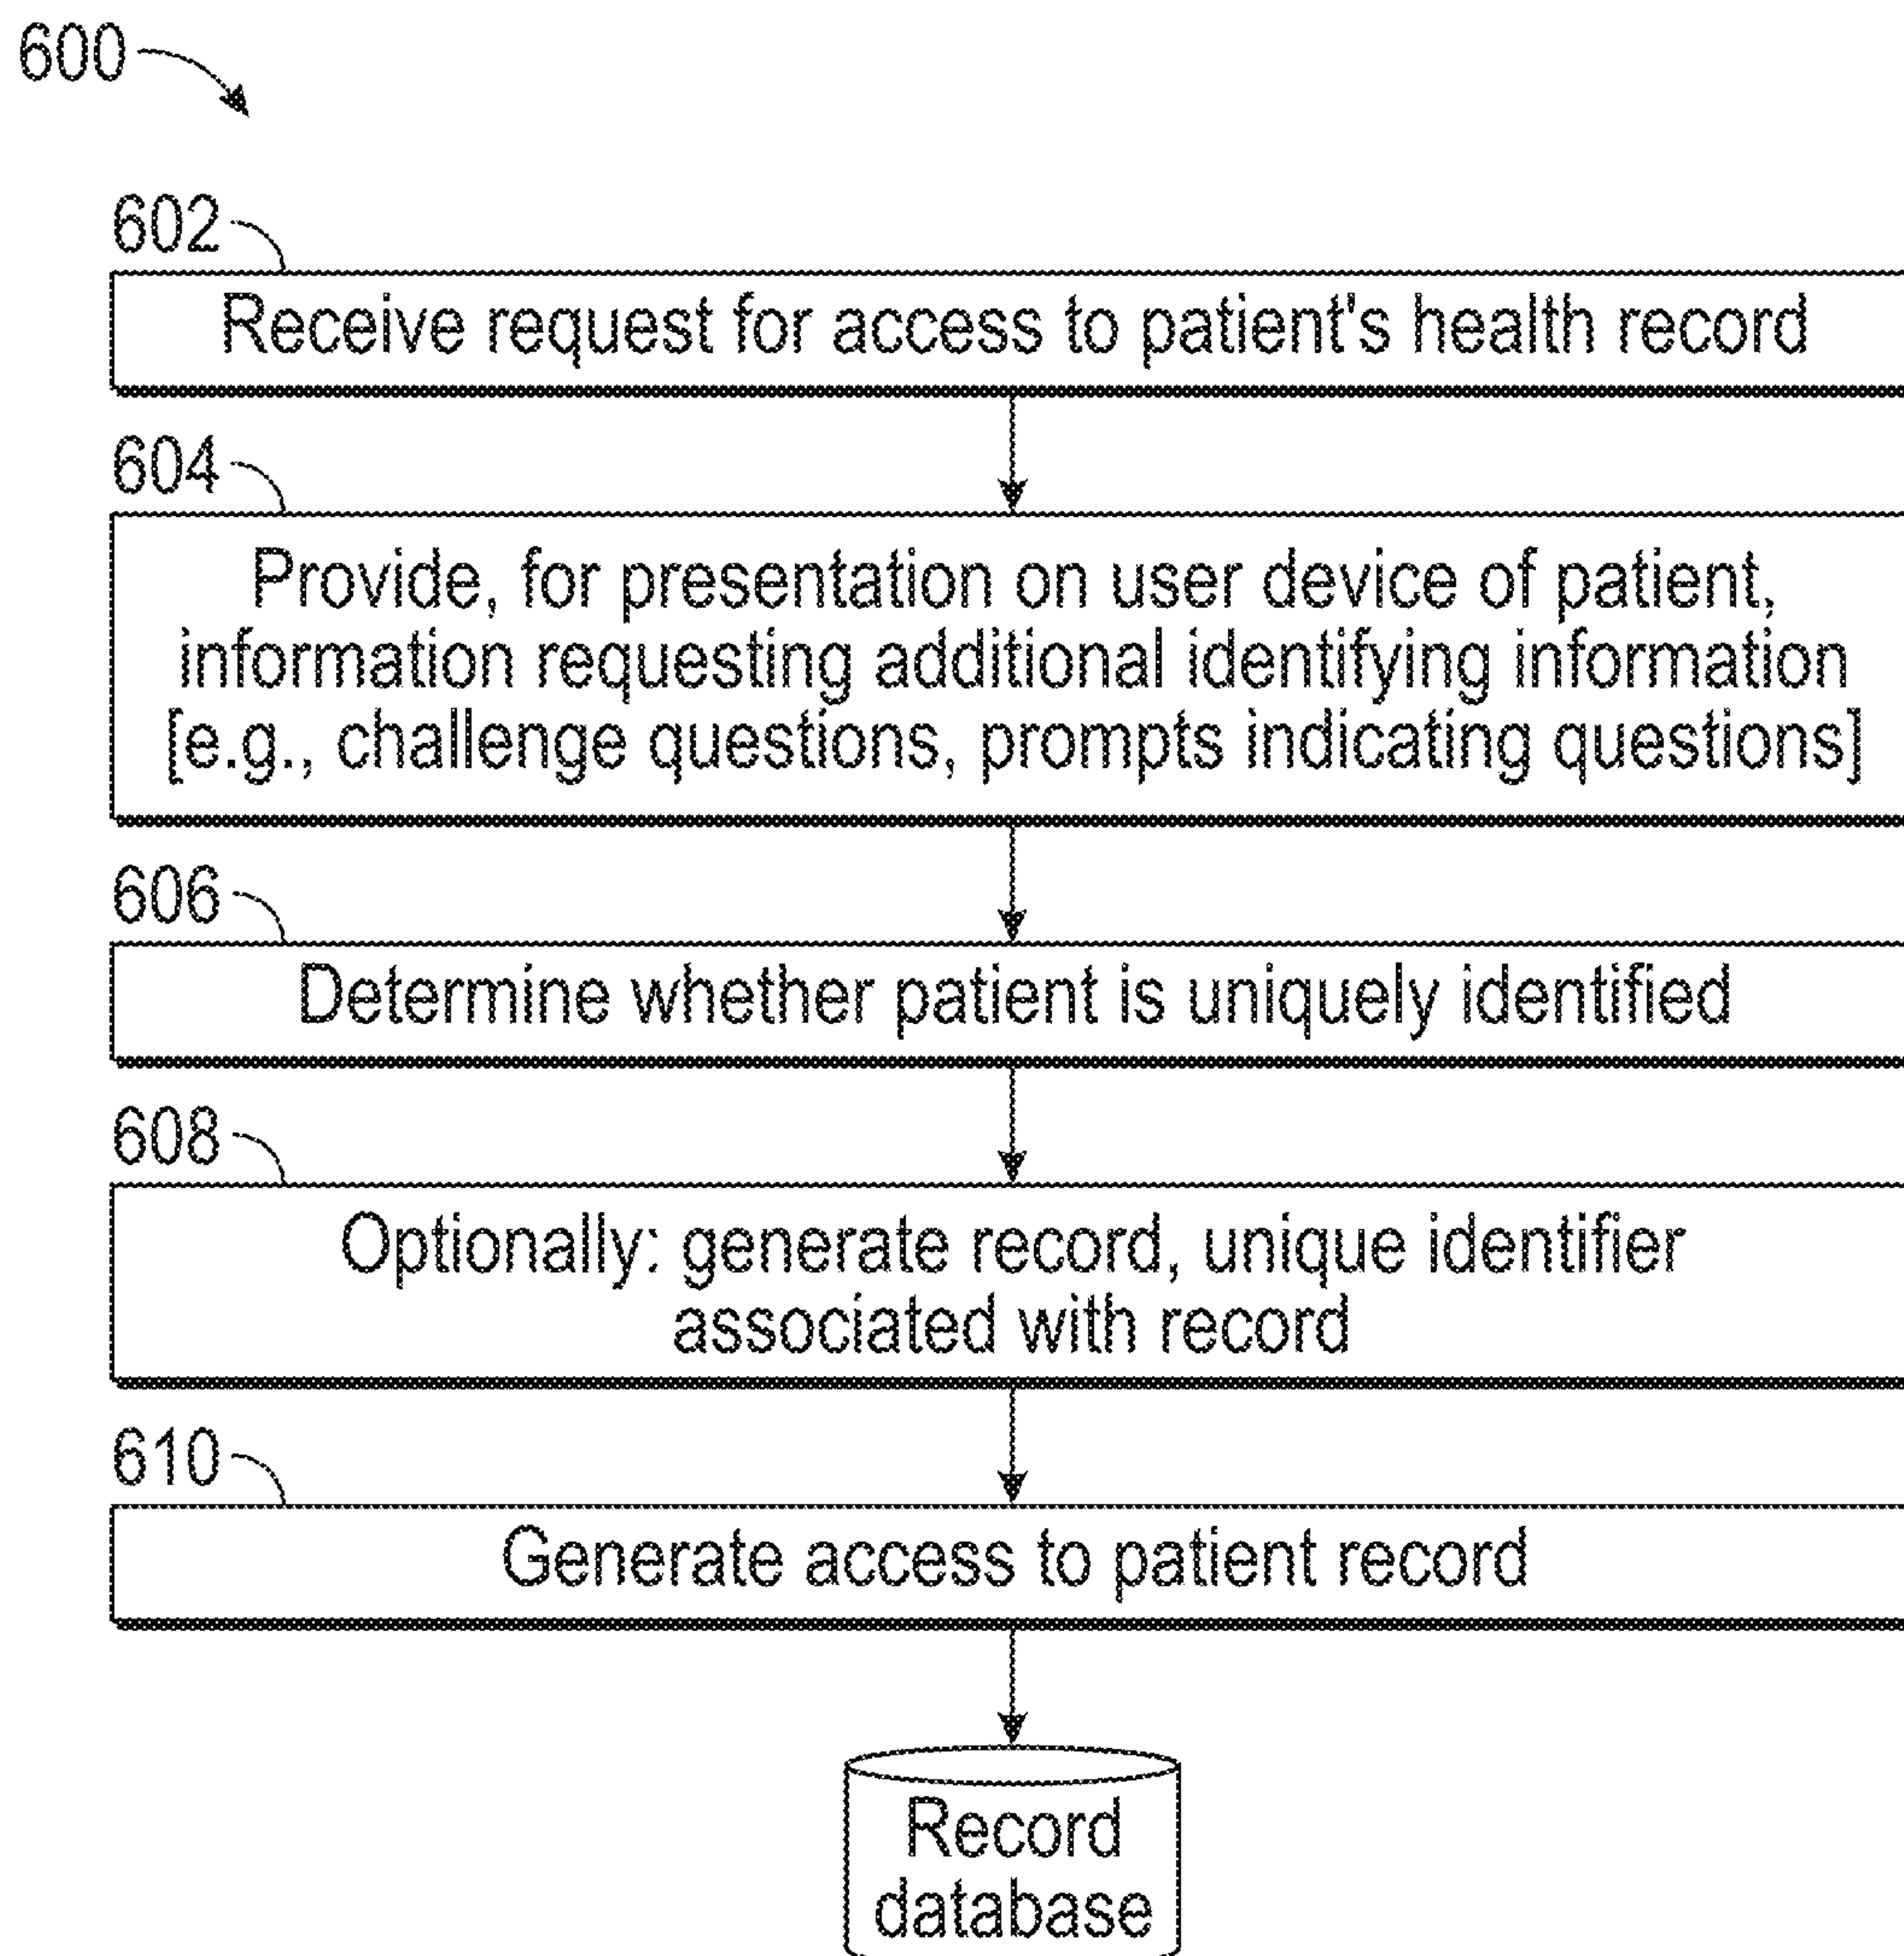 600
602
Receive request for access to patient's health record
604
Provide, for presentation on user device of patient,
information requesting additional identifying information
[e.g., challenge questions, prompts indicating questions]
606
Determine whether patient is uniquely identified
608
Optionally: generate record, unique identifier
associated with record
610
Generate access to patient record
Record
database